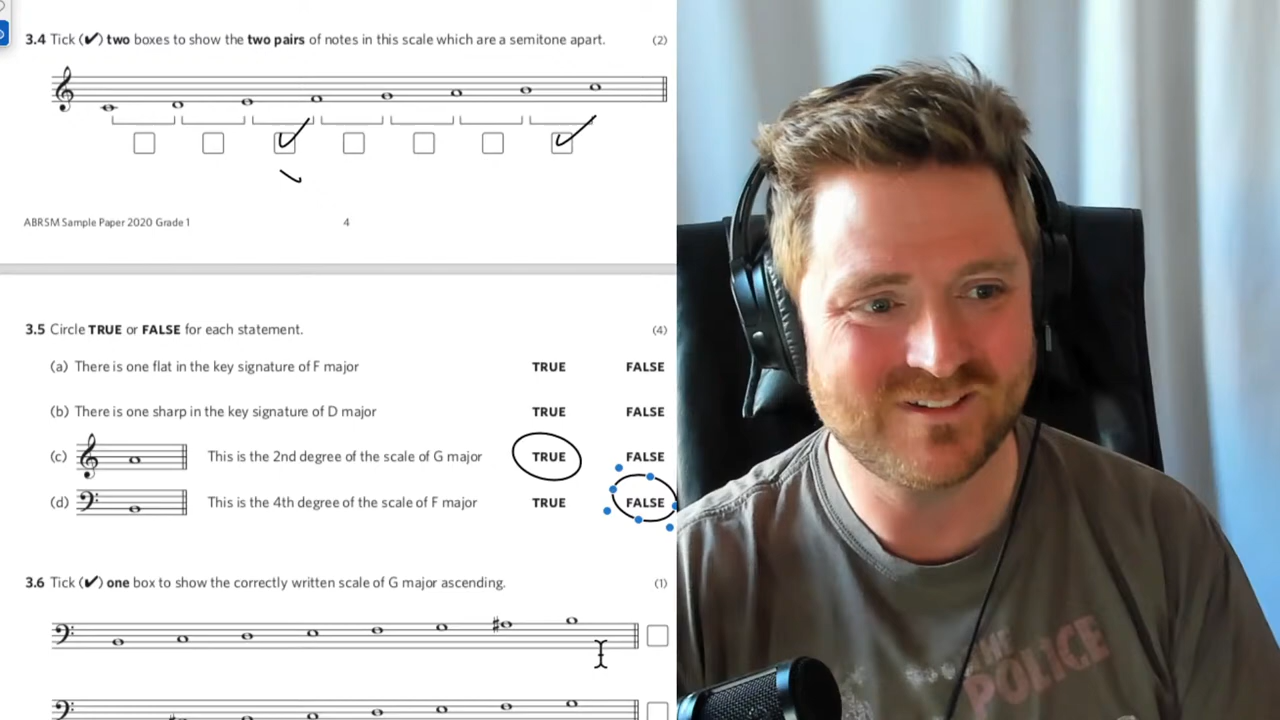 3.4 Tick (✔) two boxes to show the two pairs of notes in this scale which are a semitone apart. (2)
ABRSM Sample Paper 2020 Grade 1 4
3.5 Circle TRUE or FALSE for each statement. (4)
(a) There is one flat in the key signature of F major TRUE FALSE
(b) There is one sharp in the key signature of D major TRUE FALSE
(c) This is the 2nd degree of the scale of G major TRUE FALSE
(d) This is the 4th degree of the scale of F major TRUE FALSE
3.6 Tick (✔) one box to show the correctly written scale of G major ascending. (1)
THE
POLICE